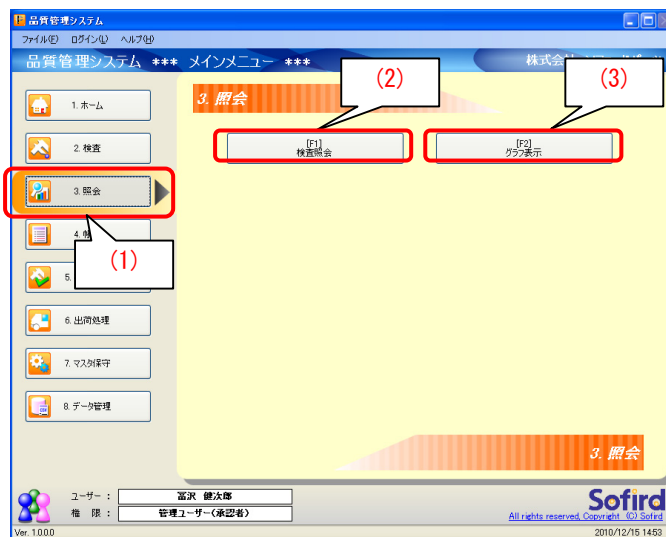 品質管理システム
ファイル(F) ログイン(L) ヘルプ(H)
品質管理システム *** メインメニュー ***
株式会
(2)
(3)
1. ホーム
2. 検査
3. 照会
4. 帳
5.
6. 出荷処理
7. マスタ保守
8. データ管理
(1)
3. 照会
[F1]
検査照会
[F2]
グラフ表示
3. 照会
ユーザー : 冨沢 健次郎
権 限 : 管理ユーザー(承認者)
Sofird
All rights reserved, Copyright (C) Sofird
Ver. 1.0.0.0
2010/12/15 14:53